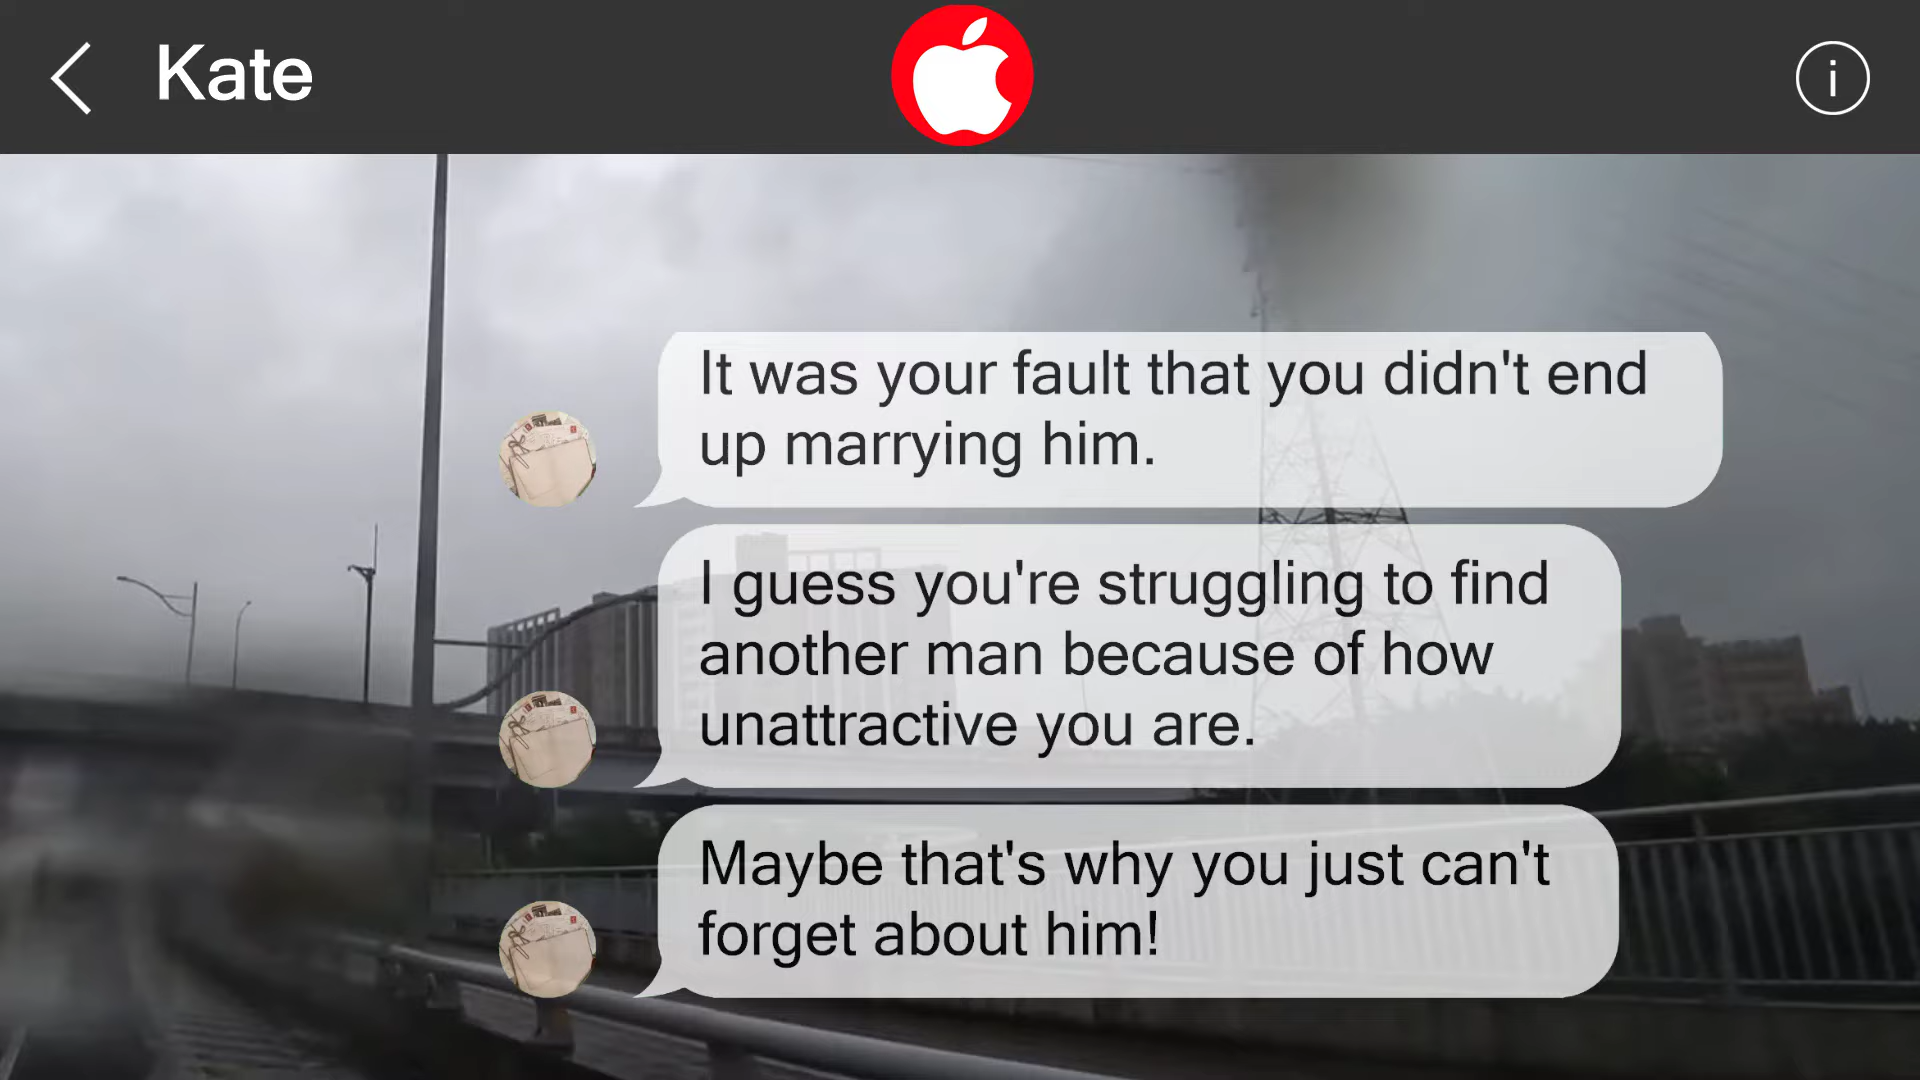 Kate
i
It was your fault that you didn't end
up marrying him.
I guess you're struggling to find
another man because of how
unattractive you are.
Maybe that's why you just can't
forget about him!